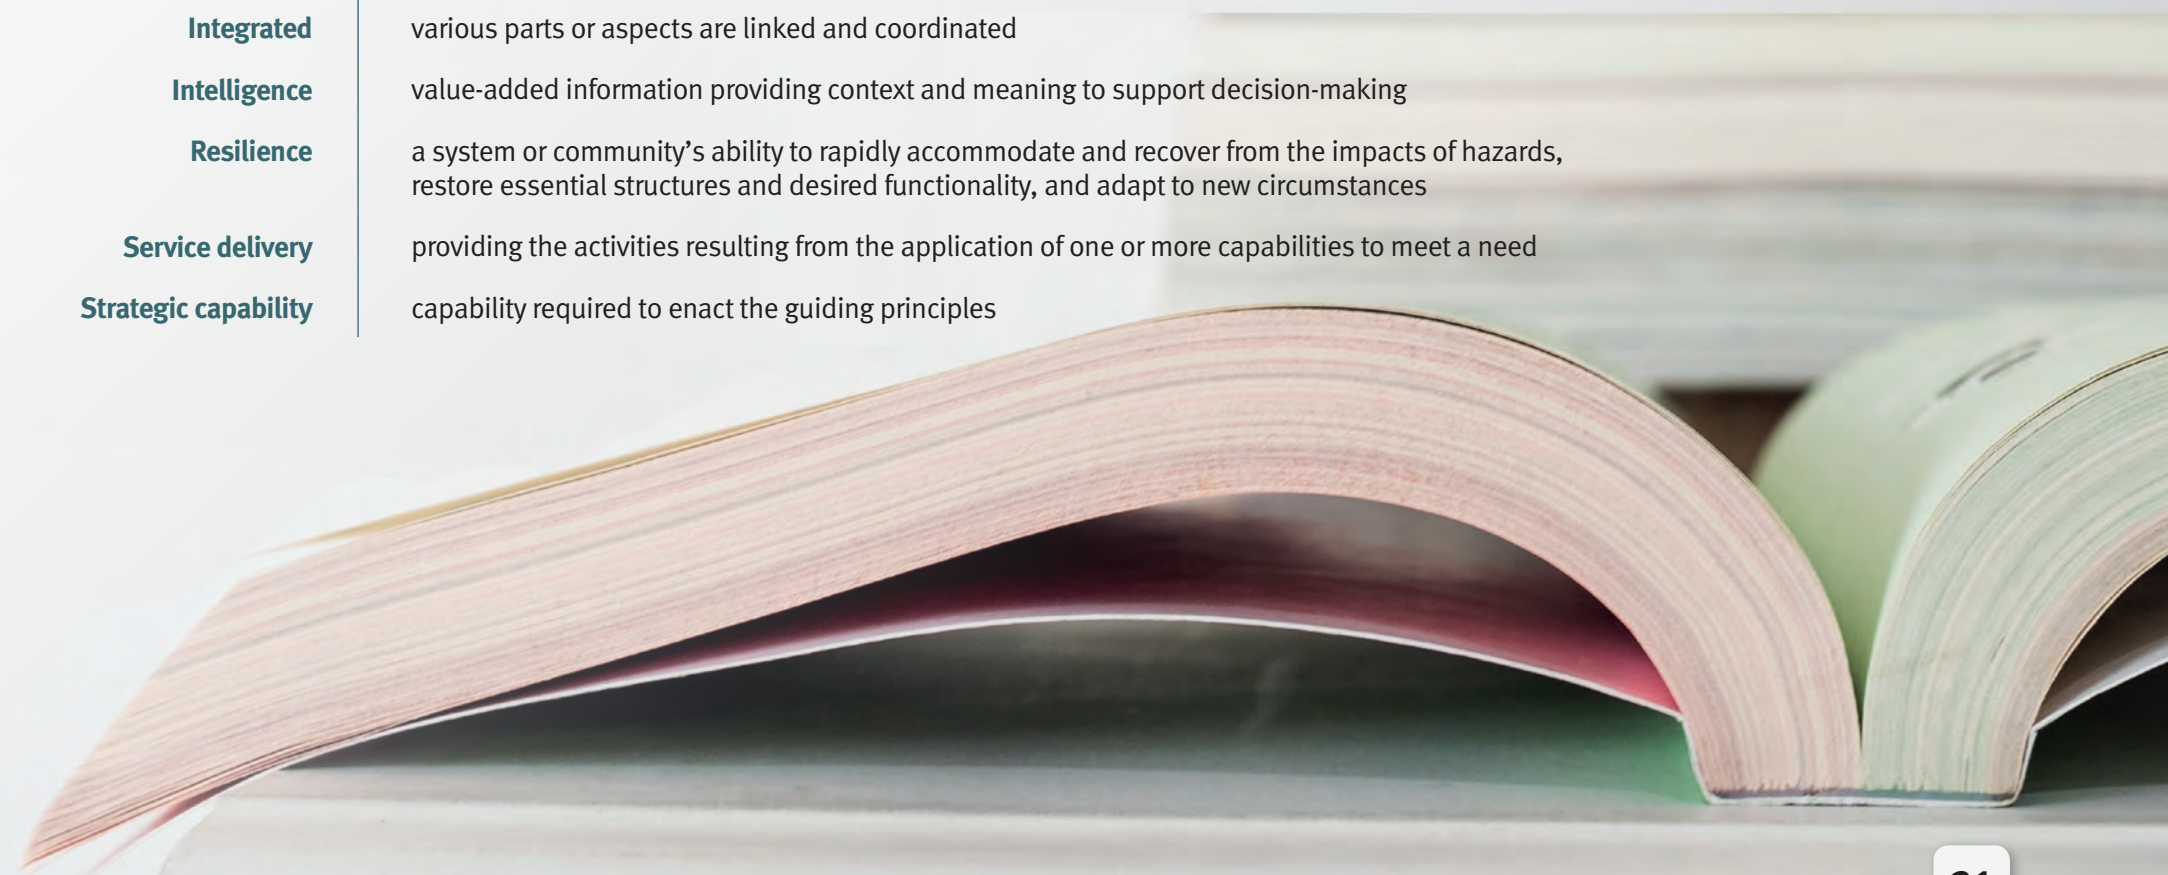 Integrated various parts or aspects are linked and coordinated
Intelligence value-added information providing context and meaning to support decision-making
Resilience a system or community’s ability to rapidly accommodate and recover from the impacts of hazards,
restore essential structures and desired functionality, and adapt to new circumstances
Service delivery providing the activities resulting from the application of one or more capabilities to meet a need
Strategic capability capability required to enact the guiding principles